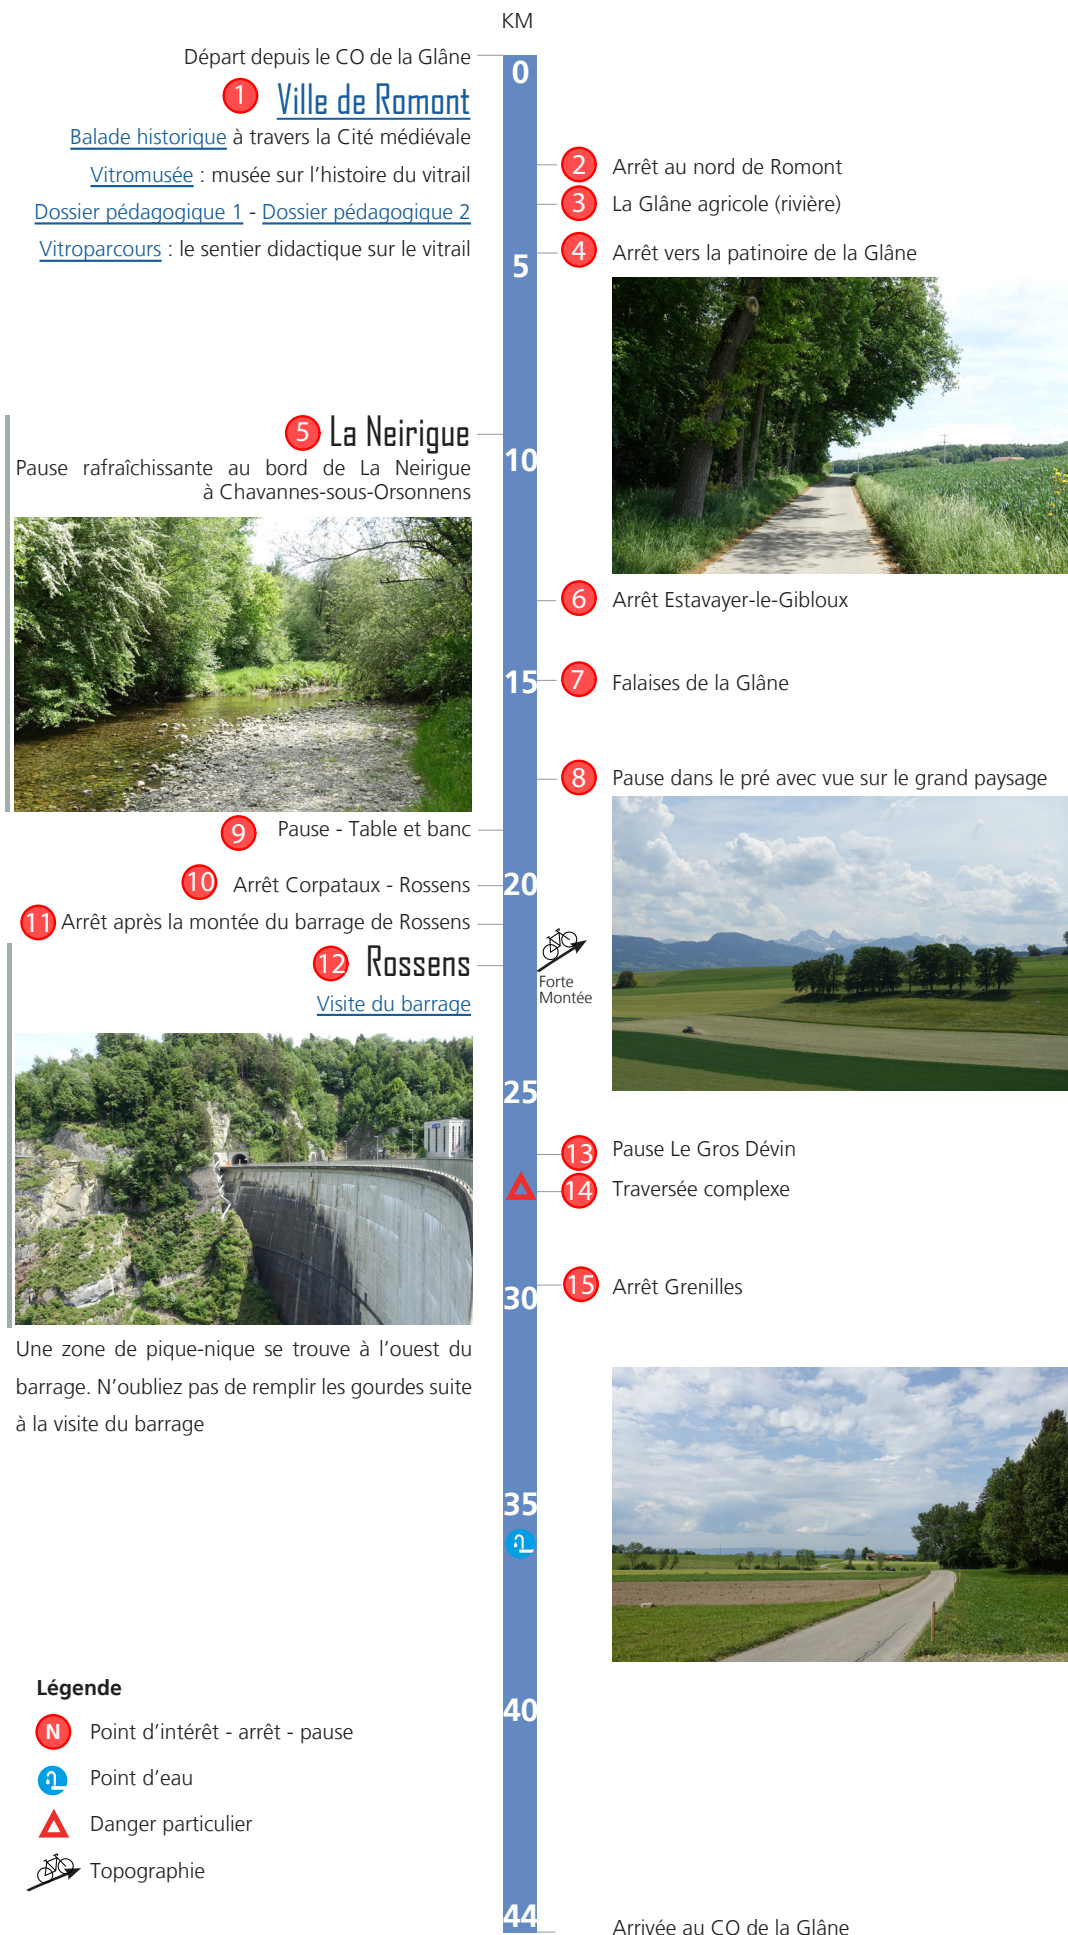 KM
Départ depuis le CO de la Glâne
0
1 Ville de Romont
Balade historique à travers la Cité médiévale
Vitromusée : musée sur l'histoire du vitrail
Dossier pédagogique 1 - Dossier pédagogique 2
Vitroparcours : le sentier didactique sur le vitrail
2 Arrêt au nord de Romont
3 La Glâne agricole (rivière)
4 Arrêt vers la patinoire de la Glâne
5
5 La Neirigue
Pause rafraîchissante au bord de La Neirigue
à Chavannes-sous-Orsonnens
10
6 Arrêt Estavayer-le-Gibloux
15
7 Falaises de la Glâne
8 Pause dans le pré avec vue sur le grand paysage
9 Pause - Table et banc
10 Arrêt Corpataux - Rossens
20
11 Arrêt après la montée du barrage de Rossens
12 Rossens
Visite du barrage
Forte
Montée
25
13 Pause Le Gros Dévin
14 Traversée complexe
15 Arrêt Grenilles
30
Une zone de pique-nique se trouve à l'ouest du
barrage. N'oubliez pas de remplir les gourdes suite
à la visite du barrage
35
Légende
N Point d'intérêt - arrêt - pause
Point d'eau
Danger particulier
Topographie
40
44
Arrivée au CO de la Glâne